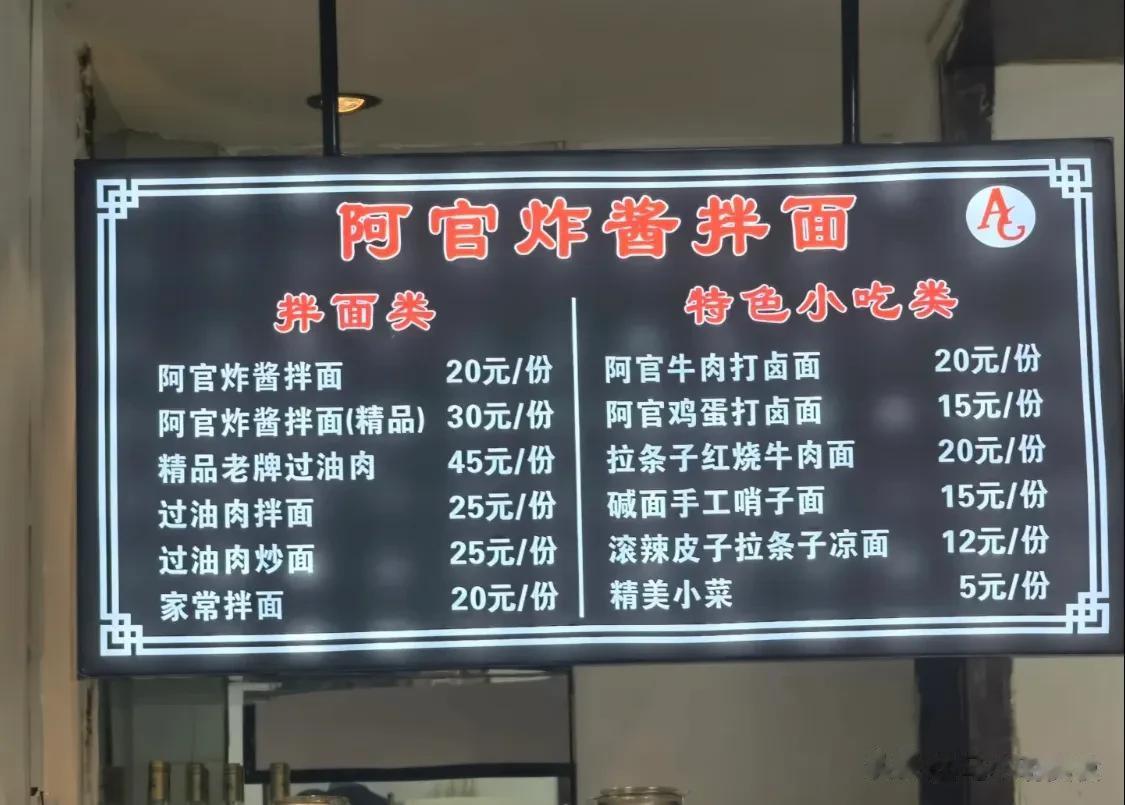 阿官炸酱拌面
AG
拌面类
阿官炸酱拌面 20元/份
阿官炸酱拌面(精品) 30元/份
精品老牌过油肉 45元/份
过油肉拌面 25元/份
过油肉炒面 25元/份
家常拌面 20元/份
特色小吃类
阿官牛肉打卤面 20元/份
阿官鸡蛋打卤面 15元/份
拉条子红烧牛肉面 20元/份
碱面手工哨子面 15元/份
滚辣皮子拉条子凉面 12元/份
精美小菜 5元/份